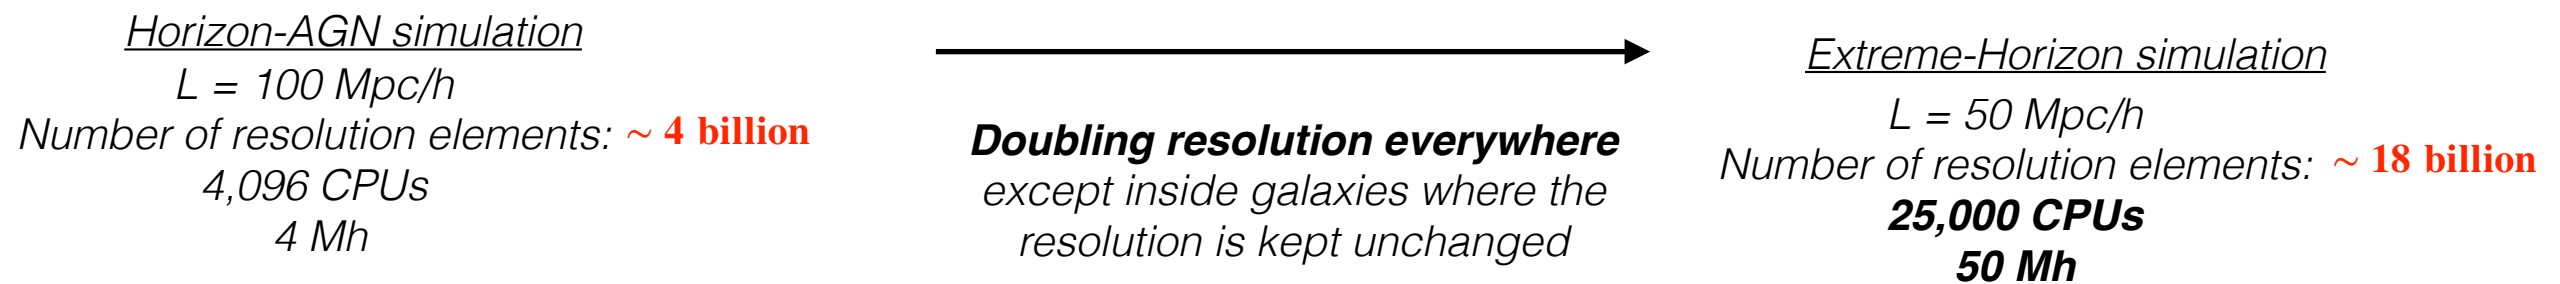 Horizon-AGN simulation
L = 100 Mpc/h
Number of resolution elements: ~ 4 billion
4,096 CPUs
4 Mh
Doubling resolution everywhere
except inside galaxies where the
resolution is kept unchanged
Extreme-Horizon simulation
L = 50 Mpc/h
Number of resolution elements: ~ 18 billion
25,000 CPUs
50 Mh